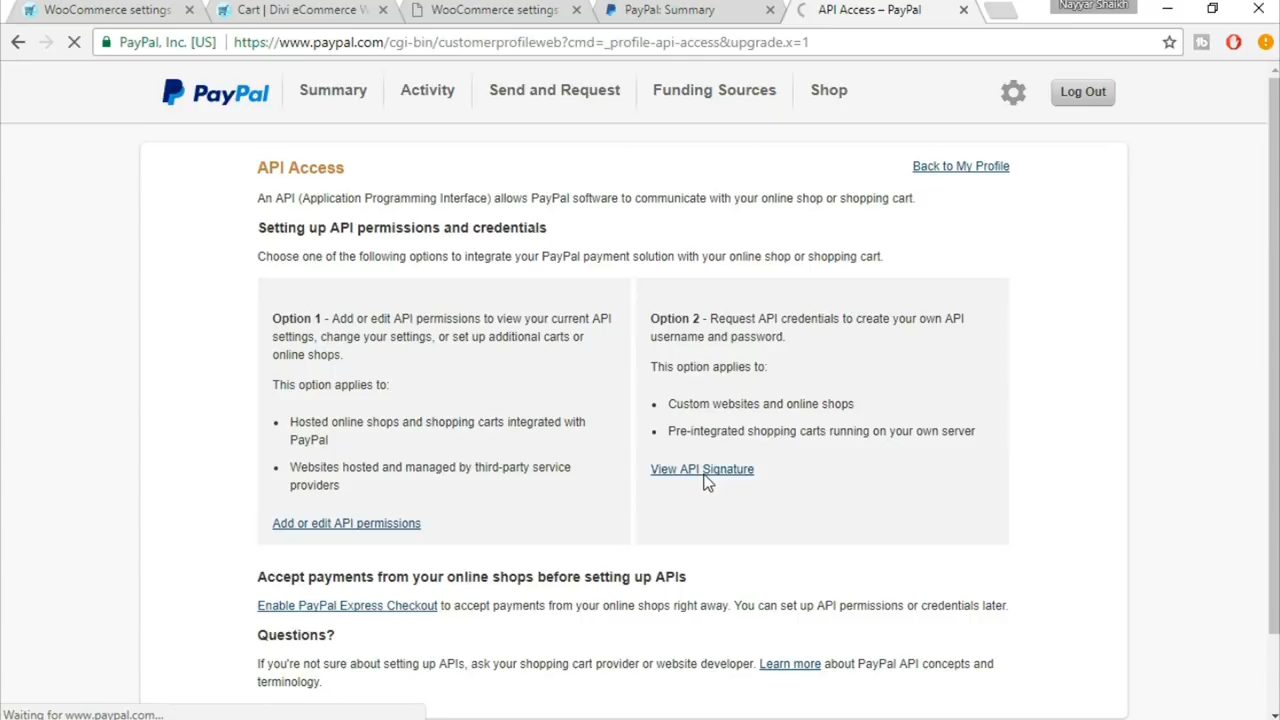 Nayyar Shaikh
WooCommerce settings
Cart | Divi eCommerce W
WooCommerce settings
PayPal: Summary
API Access – PayPal
PayPal, Inc. [US]
https://www.paypal.com/cgi-bin/customerprofileweb?cmd=_profile-api-access&upgrade.x=1
PayPal
Summary
Activity
Send and Request
Funding Sources
Shop
Log Out
API Access
Back to My Profile
An API (Application Programming Interface) allows PayPal software to communicate with your online shop or shopping cart.
Setting up API permissions and credentials
Choose one of the following options to integrate your PayPal payment solution with your online shop or shopping cart.
Option 1 - Add or edit API permissions to view your current API
settings, change your settings, or set up additional carts or
online shops.
This option applies to:
• Hosted online shops and shopping carts integrated with
PayPal
• Websites hosted and managed by third-party service
providers
Add or edit API permissions
Option 2 - Request API credentials to create your own API
username and password.
This option applies to:
• Custom websites and online shops
• Pre-integrated shopping carts running on your own server
View API Signature
Accept payments from your online shops before setting up APIs
Enable PayPal Express Checkout to accept payments from your online shops right away. You can set up API permissions or credentials later.
Questions?
If you're not sure about setting up APIs, ask your shopping cart provider or website developer. Learn more about PayPal API concepts and
terminology.
Waiting for www.paypal.com...